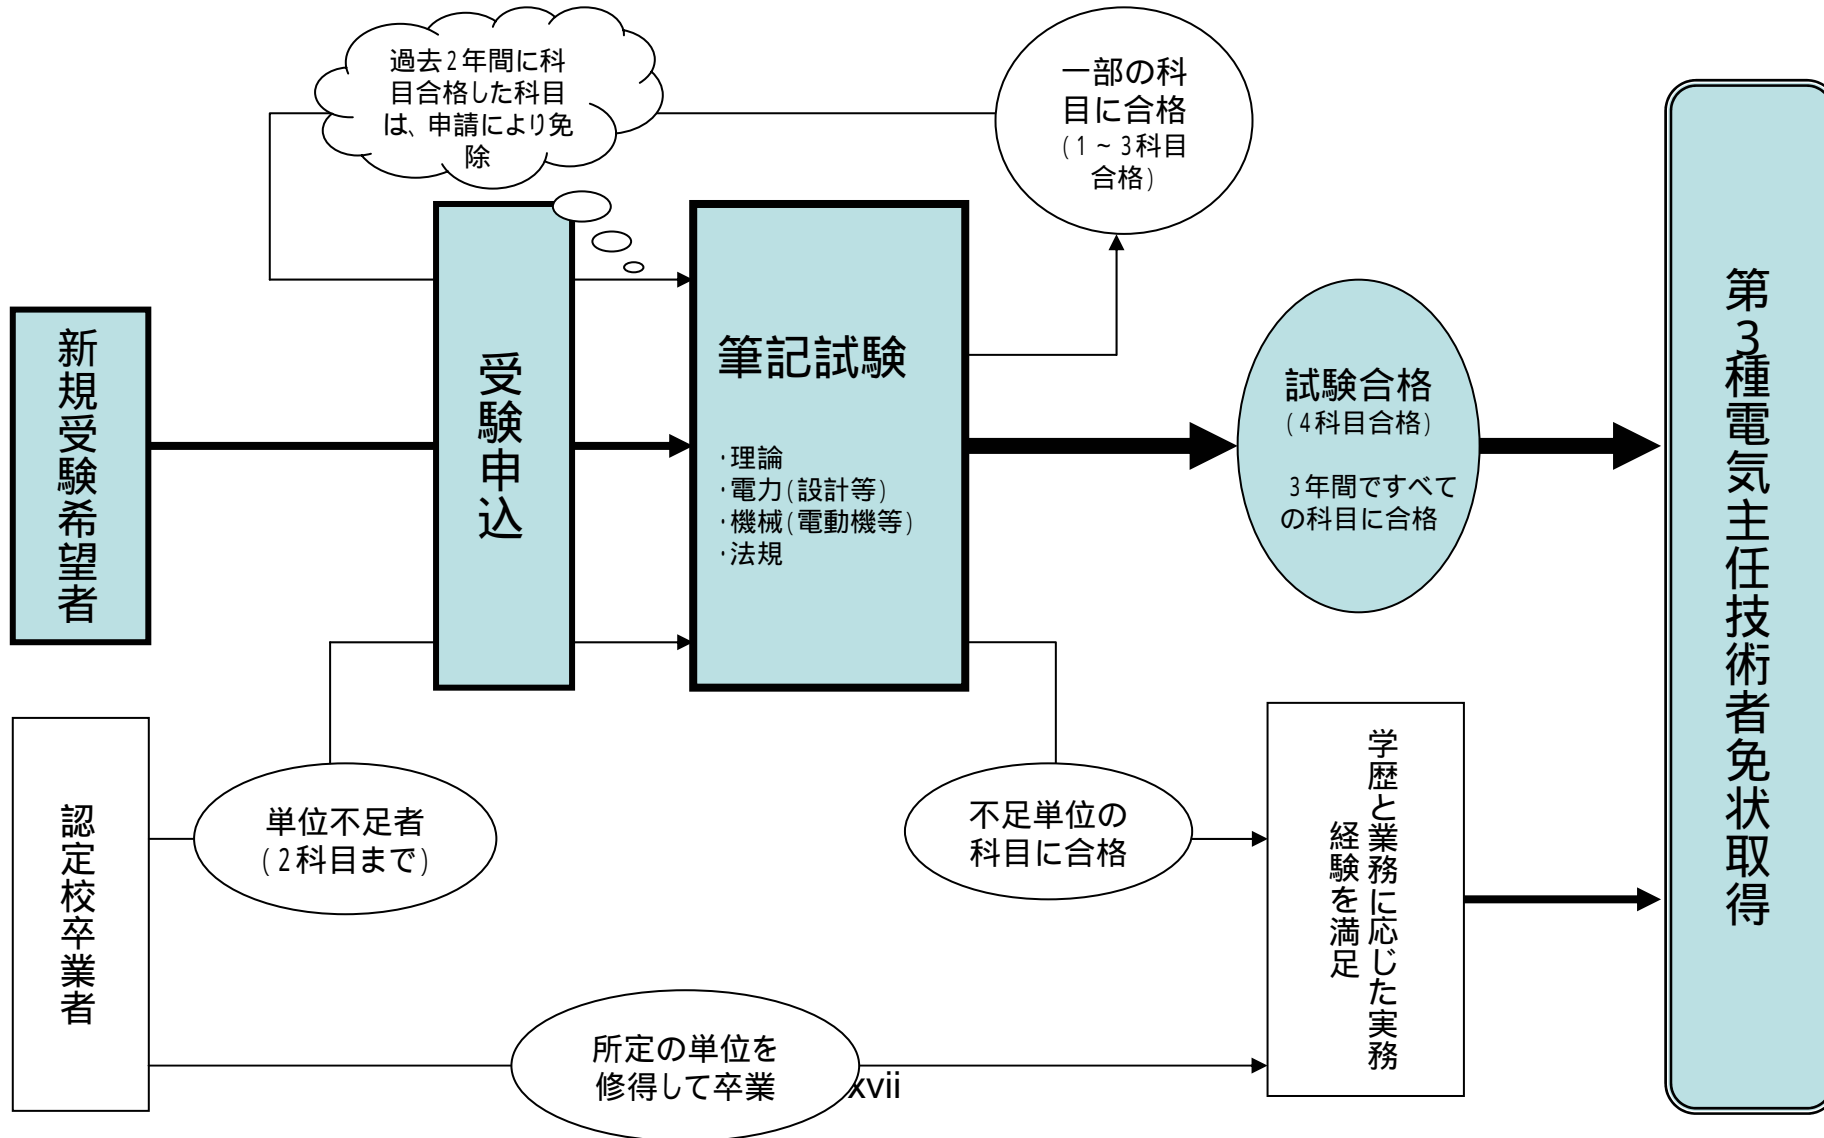 過去2年間に科
目合格した科目
は、申請により免
除
一部の科
目に合格
(1~3科目
合格)
新規受験希望者
受験申込
筆記試験
・理論
・電力(設計等)
・機械(電動機等)
・法規
試験合格
(4科目合格)
3年間ですべて
の科目に合格
第3種電気主任技術者免状取得
認定校卒業者
単位不足者
(2科目まで)
不足単位の
科目に合格
学歴と業務に応じた実務
経験を満足
所定の単位を
修得して卒業
xvii